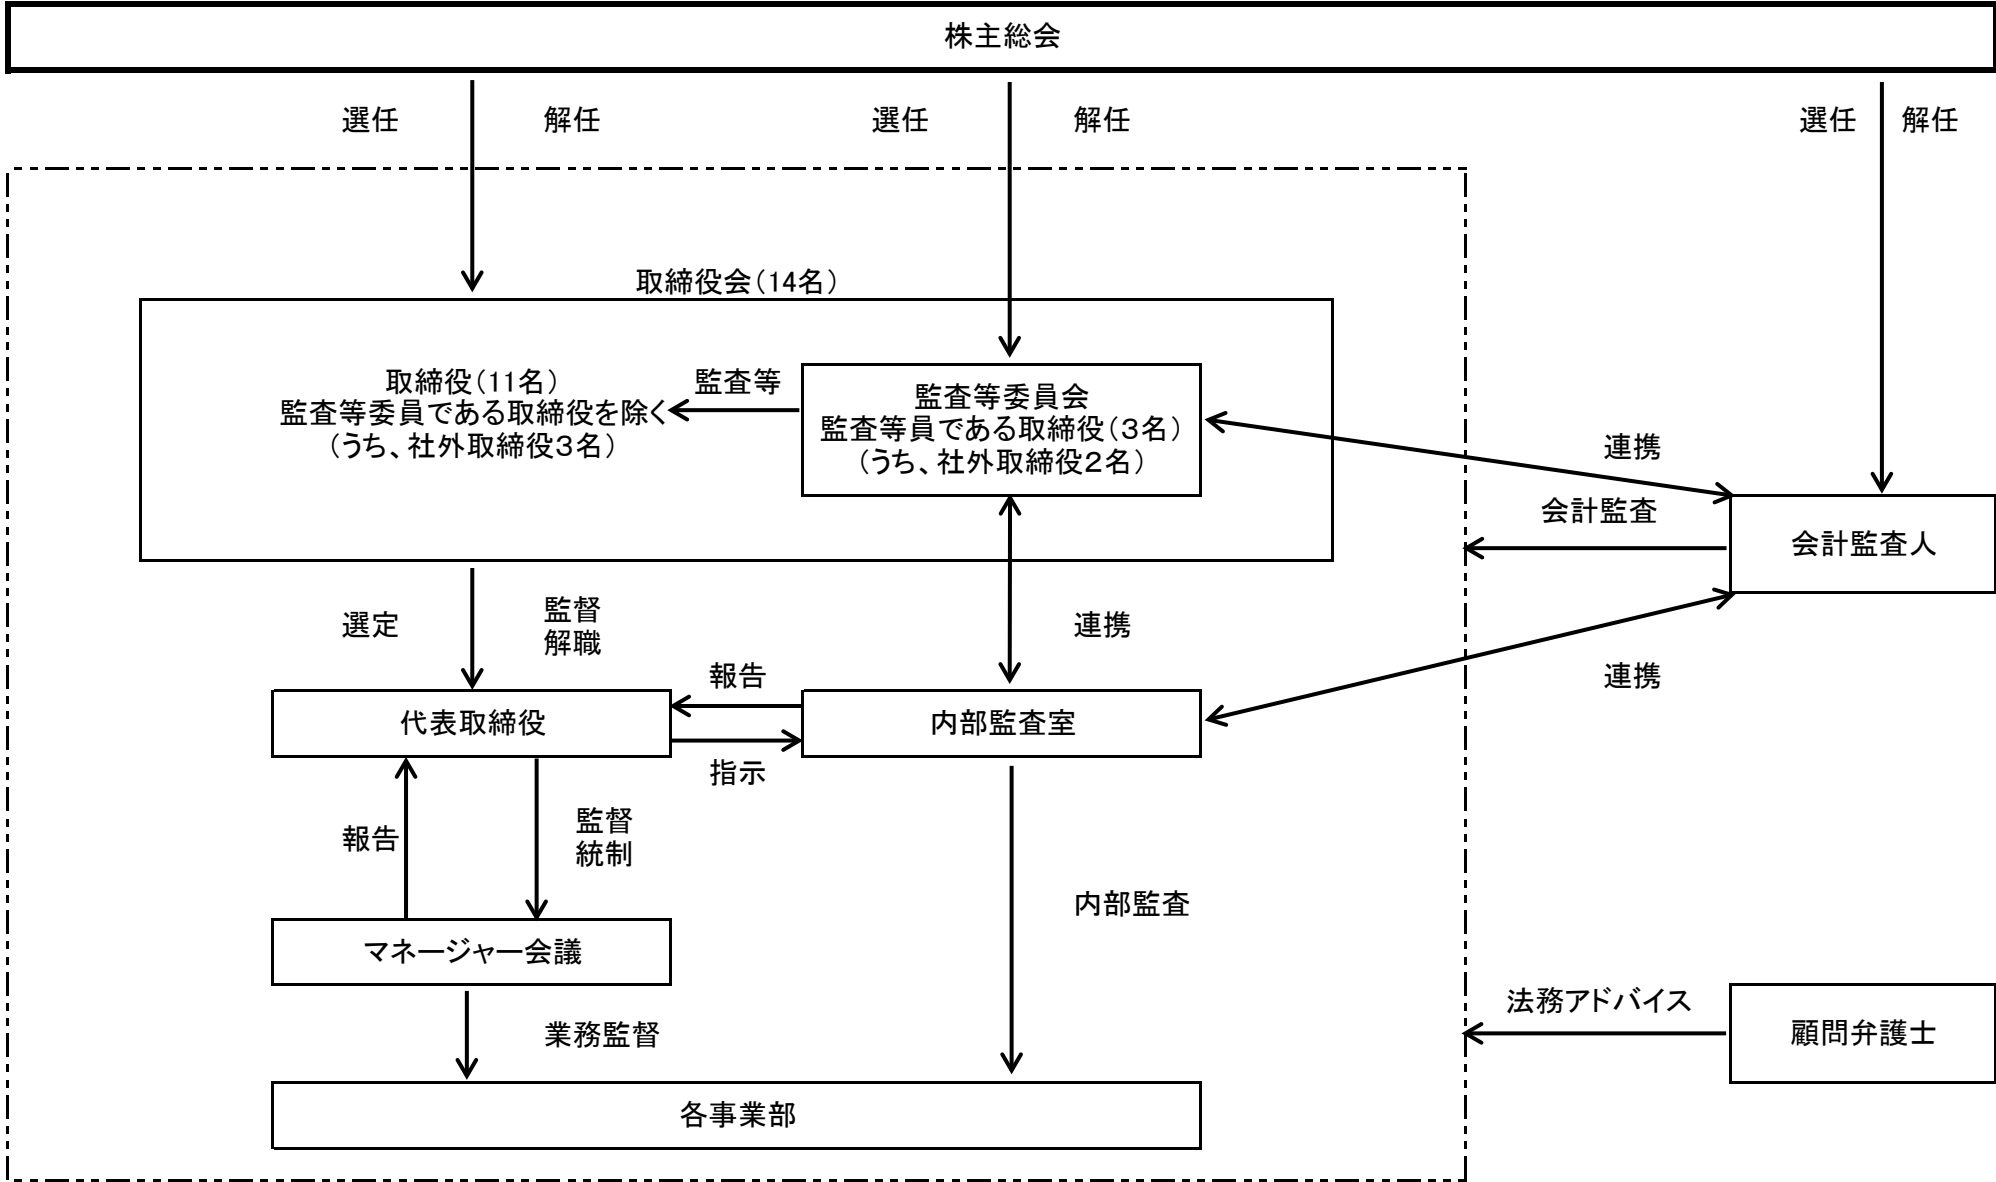 株主総会
選任
解任
選任
解任
選任
解任
取締役会(14名)
取締役(11名)
監査等委員である取締役を除く
(うち、社外取締役3名)
監査等
監査等委員会
監査等員である取締役(3名)
(うち、社外取締役2名)
連携
会計監査
会計監査人
選定
監督
解職
連携
報告
連携
代表取締役
内部監査室
指示
報告
監督
統制
内部監査
マネージャー会議
法務アドバイス
顧問弁護士
業務監督
各事業部